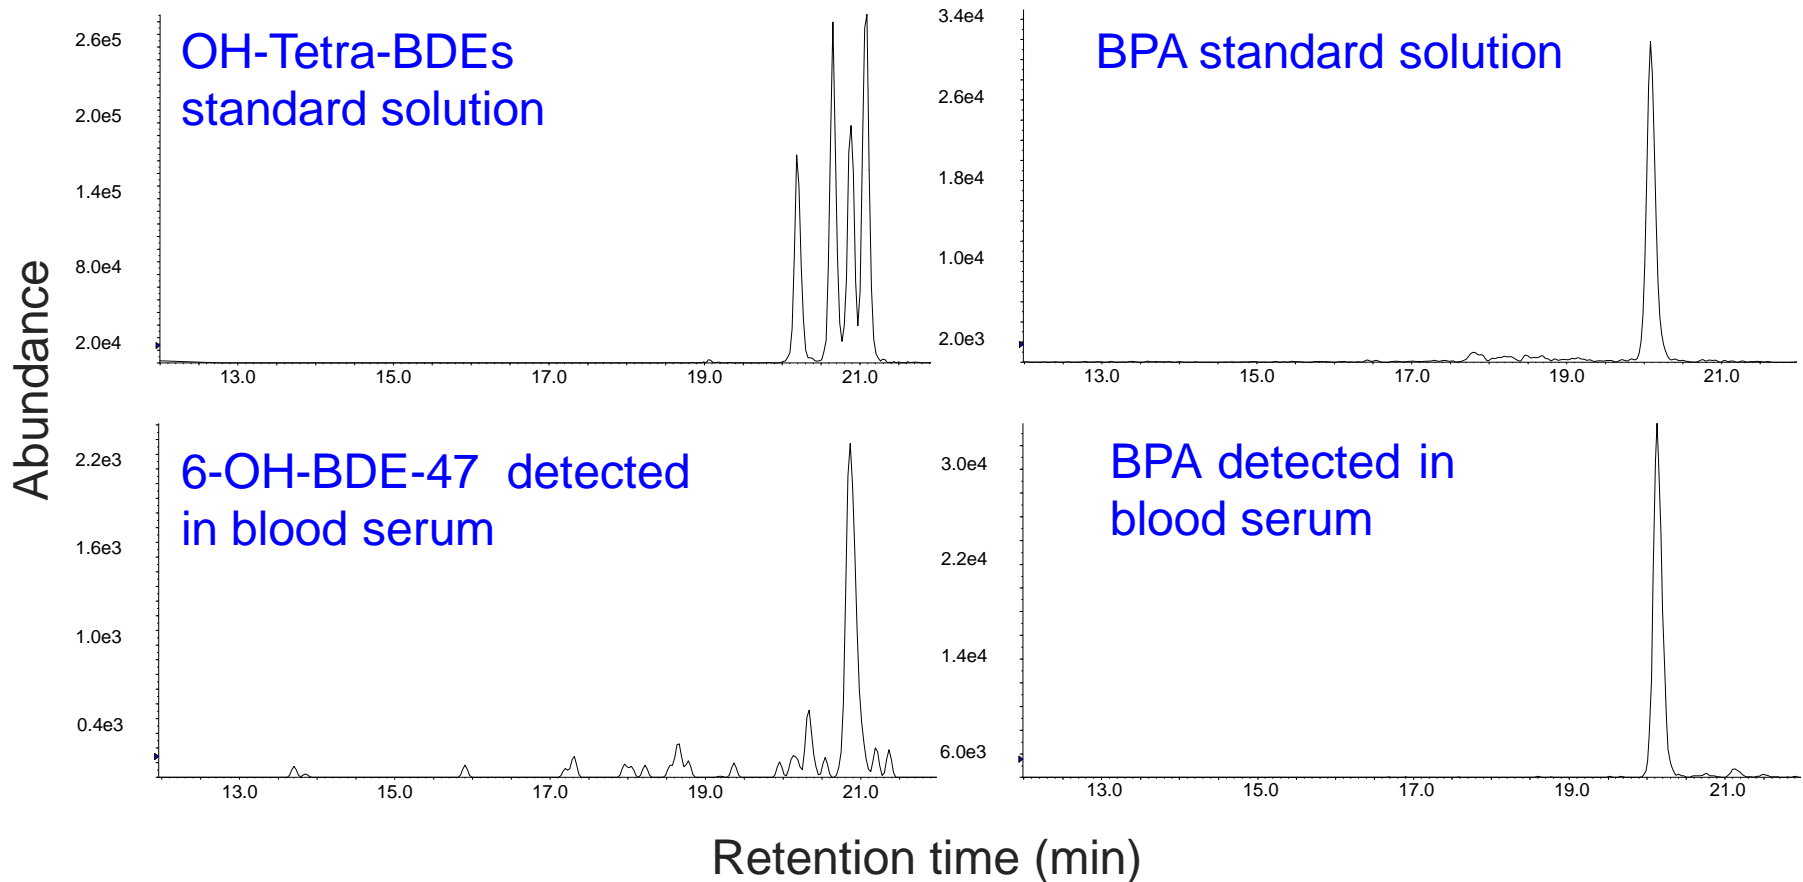 Abundance
OH-Tetra-BDEs
standard solution
2.6e5
2.0e5
1.4e5
8.0e4
2.0e4
13.0 15.0 17.0 19.0 21.0
BPA standard solution
3.4e4
2.6e4
1.8e4
1.0e4
2.0e3
13.0 15.0 17.0 19.0 21.0
6-OH-BDE-47 detected
in blood serum
2.2e3
1.6e3
1.0e3
0.4e3
13.0 15.0 17.0 19.0 21.0
BPA detected in
blood serum
3.0e4
2.2e4
1.4e4
6.0e3
13.0 15.0 17.0 19.0 21.0
Retention time (min)